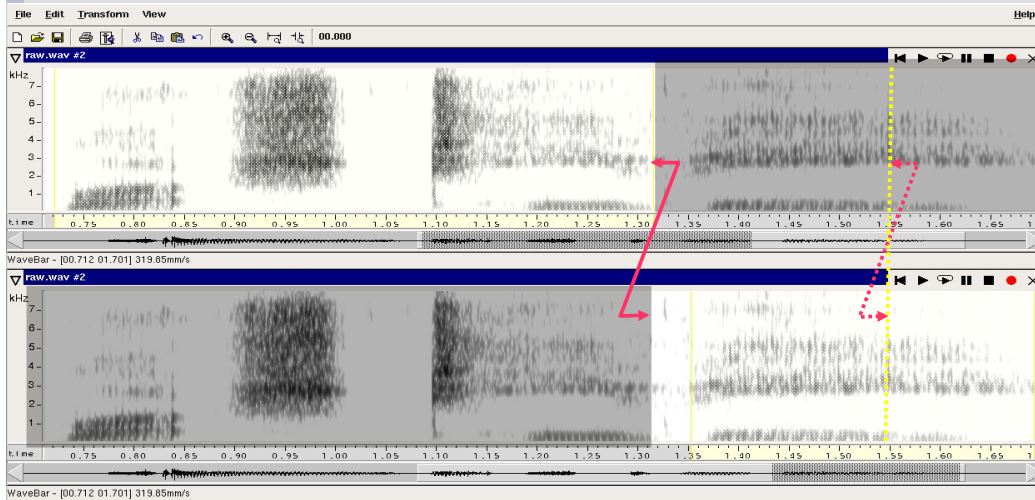 File Edit Transform View Help
00.000
raw.wav #2
kHz
7-
6-
5-
4-
3-
2-
1-
time 0.75 0.80 0.85 0.90 0.95 1.00 1.05 1.10 1.15 1.20 1.25 1.30 1.35 1.40 1.45 1.50 1.55 1.60 1.65 1
WaveBar - [00.712 01.701] 319.85mm/s
raw.wav #2
kHz
7-
6-
5-
4-
3-
2-
1-
time 0.75 0.80 0.85 0.90 0.95 1.00 1.05 1.10 1.15 1.20 1.25 1.30 1.35 1.40 1.45 1.50 1.55 1.60 1.65 1
WaveBar - [00.712 01.701] 319.85mm/s